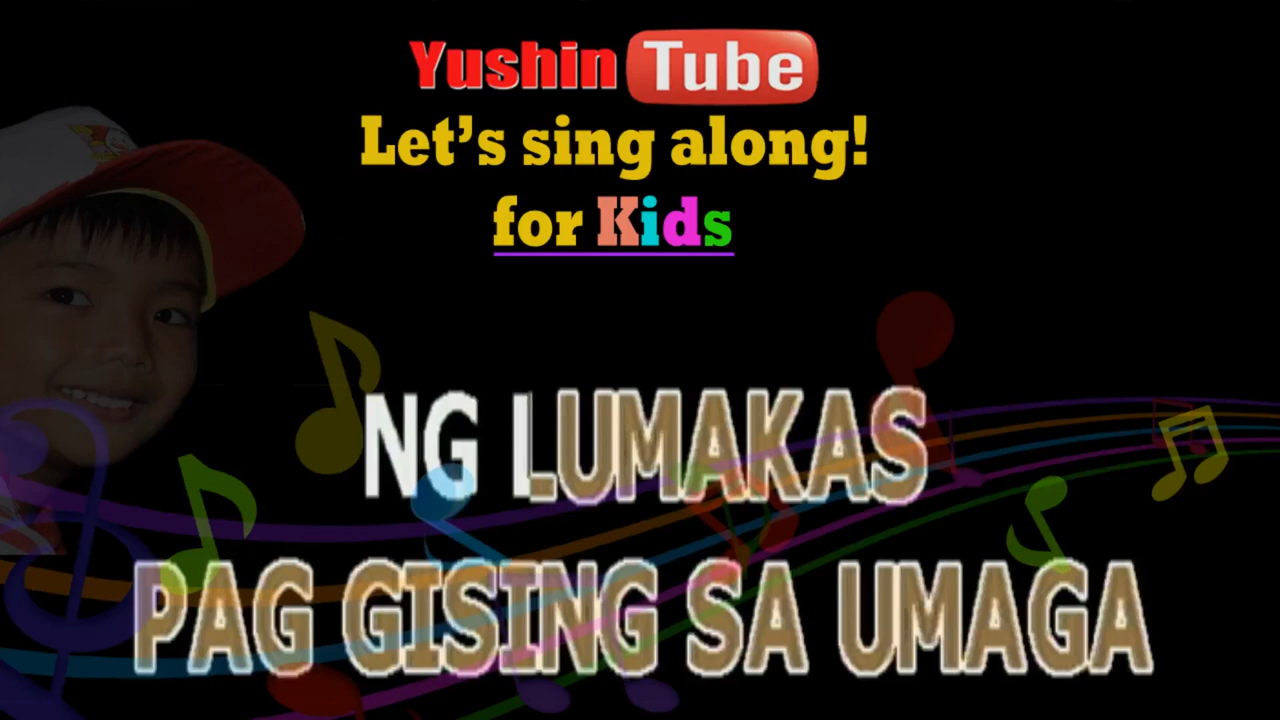 Yushin Tube
Let's sing along!
for Kids
NG LUMAKAS
PAG GISING SA UMAGA